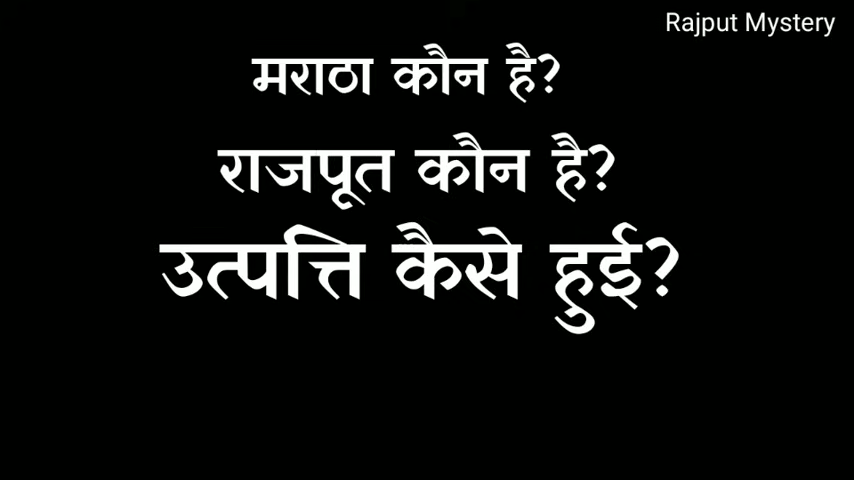 Rajput Mystery
मराठा कौन है?
राजपूत कौन है?
उत्पत्ति कैसे हुई?